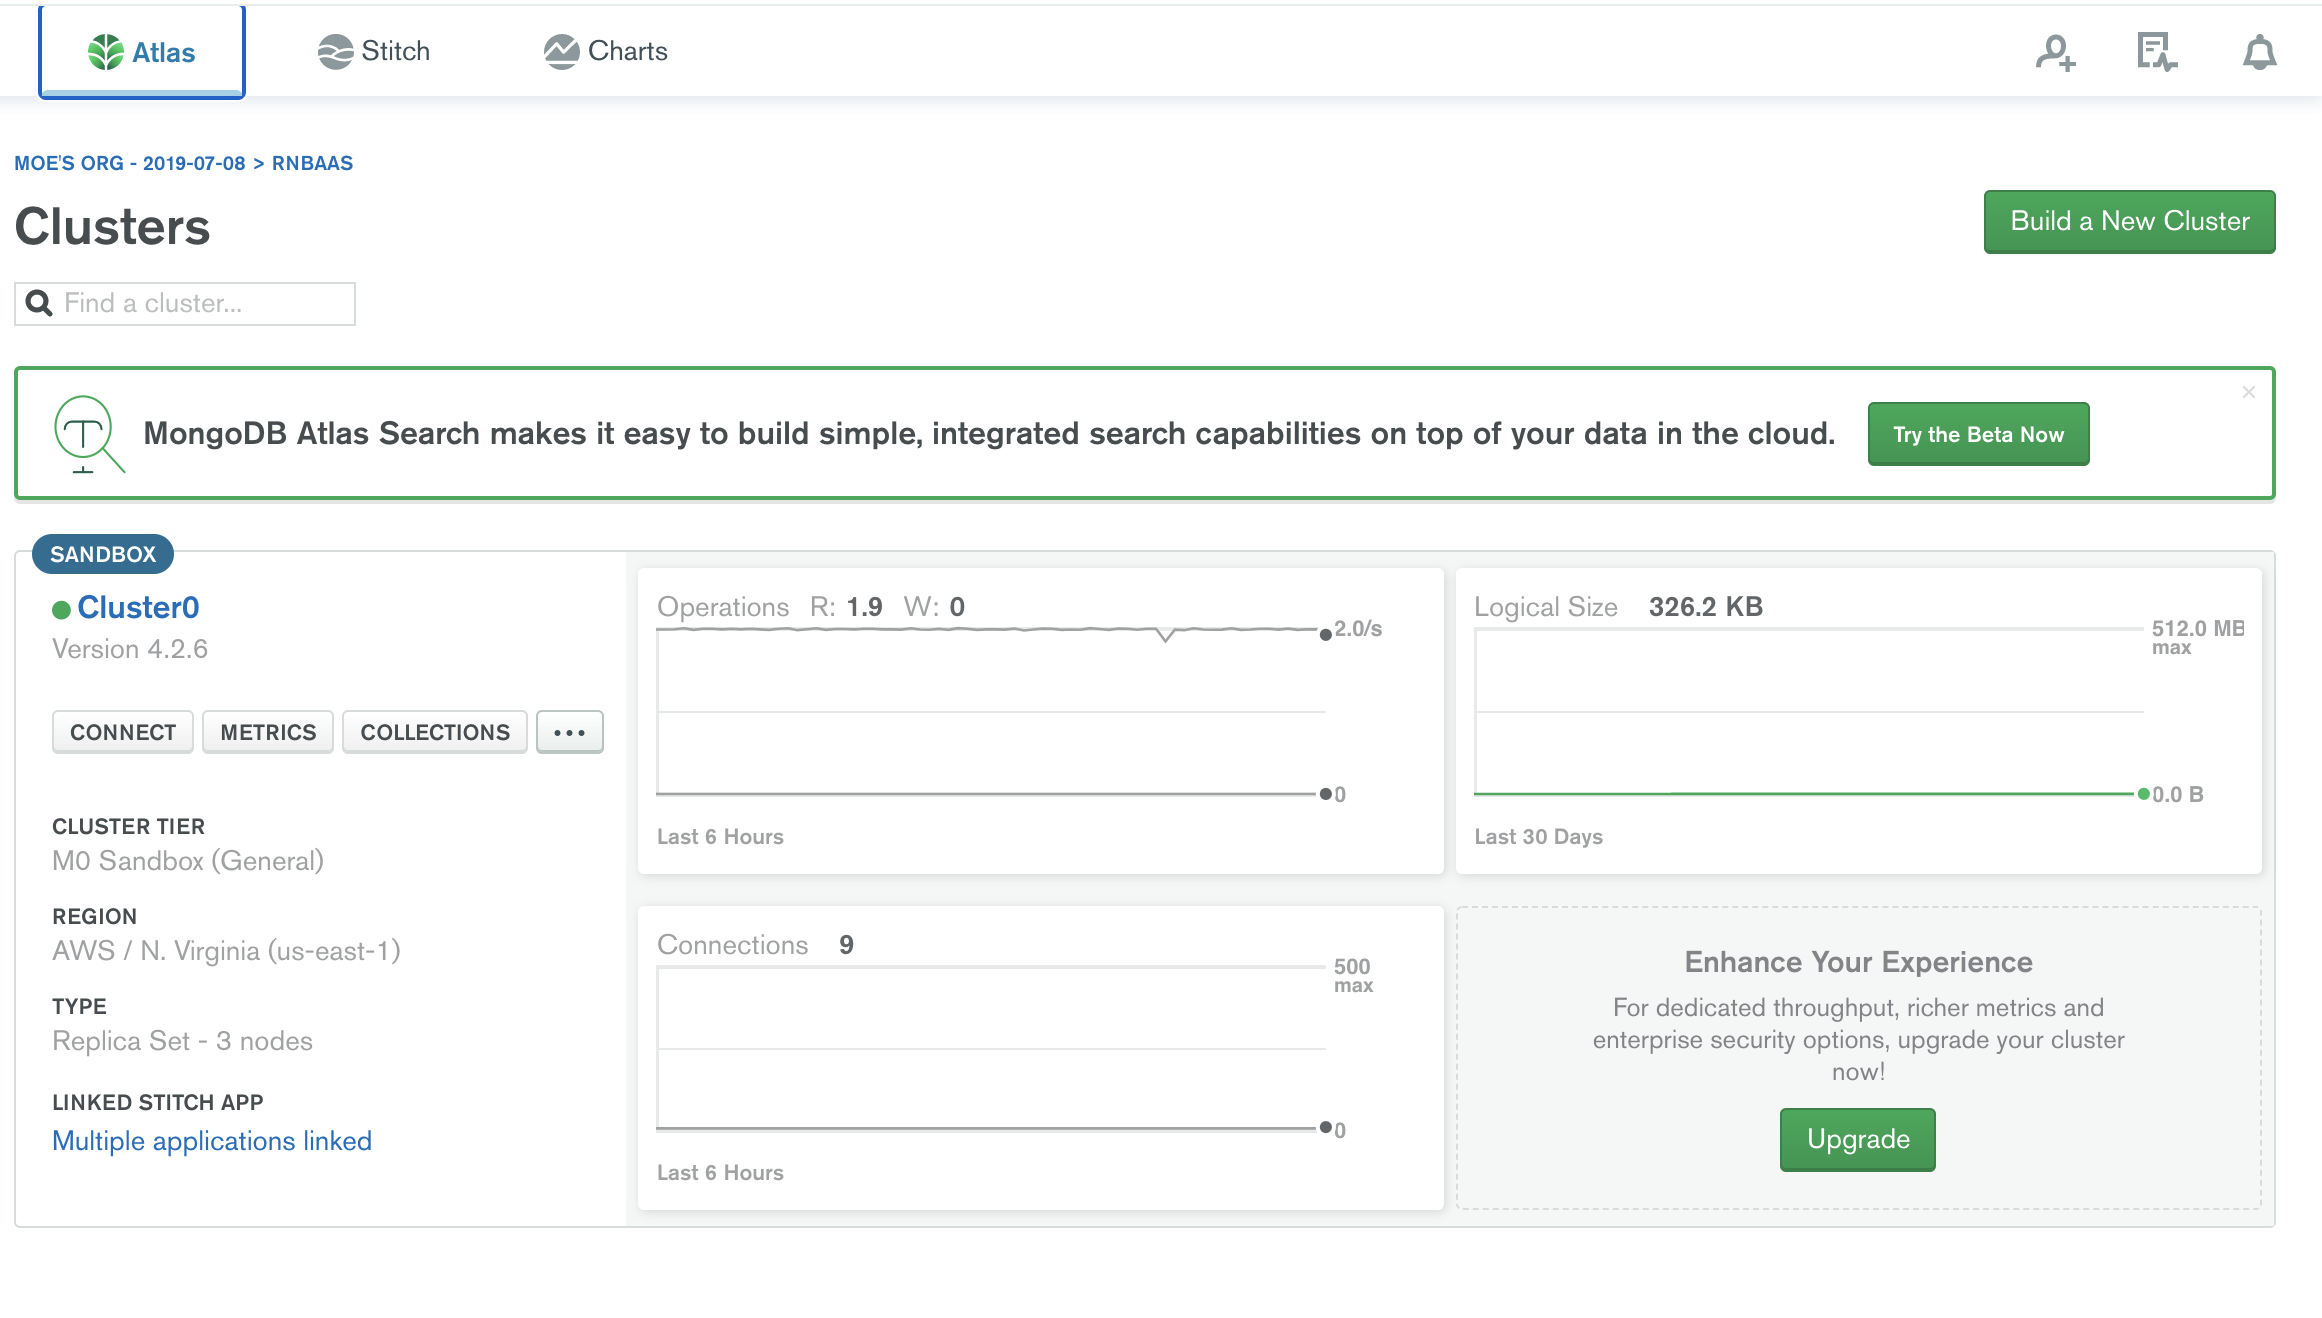 Atlas
Stitch
Charts
MOE'S ORG - 2019-07-08 > RNBAAS
Clusters
Build a New Cluster
Find a cluster...
MongoDB Atlas Search makes it easy to build simple, integrated search capabilities on top of your data in the cloud.
Try the Beta Now
SANDBOX
Cluster0
Version 4.2.6
CONNECT
METRICS
COLLECTIONS
...
CLUSTER TIER
M0 Sandbox (General)
REGION
AWS / N. Virginia (us-east-1)
TYPE
Replica Set - 3 nodes
LINKED STITCH APP
Multiple applications linked
Operations R: 1.9 W: 0
2.0/s
0
Last 6 Hours
Logical Size 326.2 KB
512.0 MB
max
0.0 B
Last 30 Days
Connections 9
500
max
0
Last 6 Hours
Enhance Your Experience
For dedicated throughput, richer metrics and
enterprise security options, upgrade your cluster
now!
Upgrade